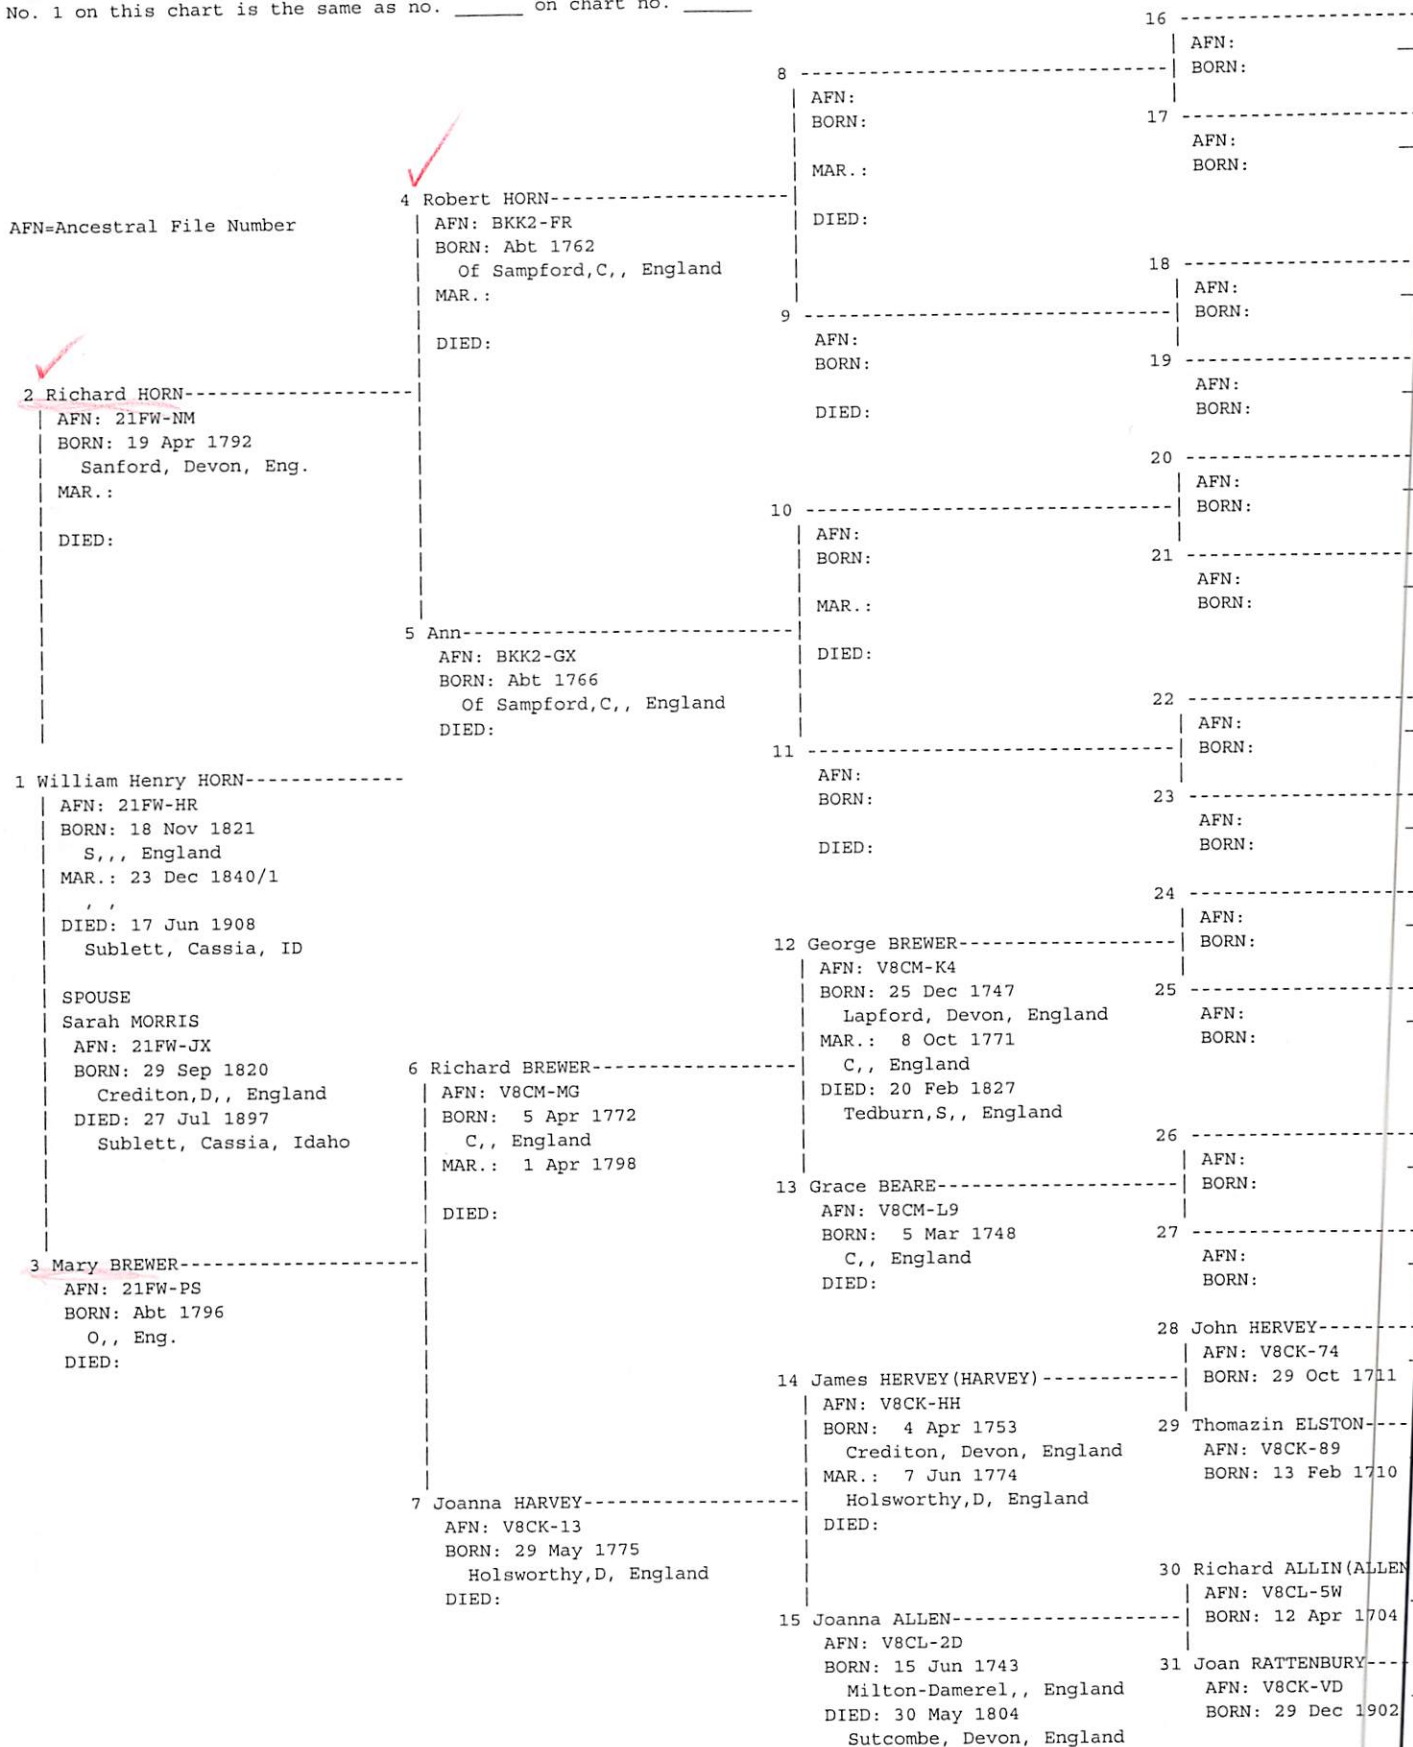 No. 1 on this chart is the same as no. ______ on chart no. ______
AFN=Ancestral File Number
2 Richard HORN
AFN: 21FW-NM
BORN: 19 Apr 1792
Sanford, Devon, Eng.
MAR.:
DIED:
1 William Henry HORN
AFN: 21FW-HR
BORN: 18 Nov 1821
S,,, England
MAR.: 23 Dec 1840/1
, ,
DIED: 17 Jun 1908
Sublett, Cassia, ID
SPOUSE
Sarah MORRIS
AFN: 21FW-JX
BORN: 29 Sep 1820
Crediton,D,, England
DIED: 27 Jul 1897
Sublett, Cassia, Idaho
3 Mary BREWER
AFN: 21FW-PS
BORN: Abt 1796
O,, Eng.
DIED:
4 Robert HORN
AFN: BKK2-FR
BORN: Abt 1762
Of Sampford,C,, England
MAR.:
DIED:
5 Ann
AFN: BKK2-GX
BORN: Abt 1766
Of Sampford,C,, England
DIED:
6 Richard BREWER
AFN: V8CM-MG
BORN: 5 Apr 1772
C,, England
MAR.: 1 Apr 1798
DIED:
7 Joanna HARVEY
AFN: V8CK-13
BORN: 29 May 1775
Holsworthy,D, England
DIED:
8
AFN:
BORN:
MAR.:
DIED:
9
AFN:
BORN:
DIED:
10
AFN:
BORN:
MAR.:
DIED:
11
AFN:
BORN:
DIED:
12 George BREWER
AFN: V8CM-K4
BORN: 25 Dec 1747
Lapford, Devon, England
MAR.: 8 Oct 1771
C,, England
DIED: 20 Feb 1827
Tedburn,S,, England
13 Grace BEARE
AFN: V8CM-L9
BORN: 5 Mar 1748
C,, England
DIED:
14 James HERVEY(HARVEY)
AFN: V8CK-HH
BORN: 4 Apr 1753
Crediton, Devon, England
MAR.: 7 Jun 1774
Holsworthy,D, England
DIED:
15 Joanna ALLEN
AFN: V8CL-2D
BORN: 15 Jun 1743
Milton-Damerel,, England
DIED: 30 May 1804
Sutcombe, Devon, England
16
AFN:
BORN:
17
AFN:
BORN:
18
AFN:
BORN:
19
AFN:
BORN:
20
AFN:
BORN:
21
AFN:
BORN:
22
AFN:
BORN:
23
AFN:
BORN:
24
AFN:
BORN:
25
AFN:
BORN:
26
AFN:
BORN:
27
AFN:
BORN:
28 John HERVEY
AFN: V8CK-74
BORN: 29 Oct 1711
29 Thomazin ELSTON
AFN: V8CK-89
BORN: 13 Feb 1710
30 Richard ALLIN(ALLEN
AFN: V8CL-5W
BORN: 12 Apr 1704
31 Joan RATTENBURY
AFN: V8CK-VD
BORN: 29 Dec 1902